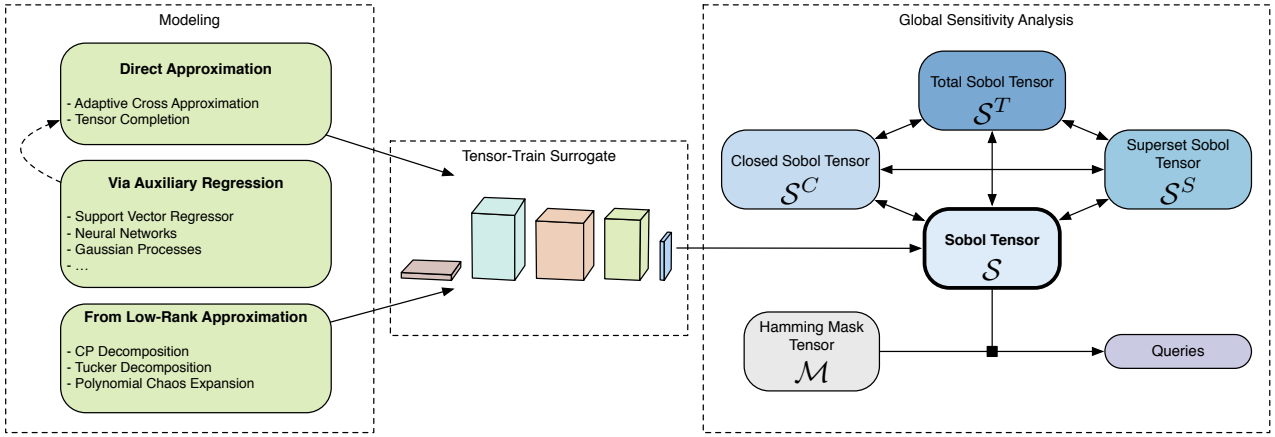 Modeling
Direct Approximation
- Adaptive Cross Approximation
- Tensor Completion
Via Auxiliary Regression
- Support Vector Regressor
- Neural Networks
- Gaussian Processes
- ...
From Low-Rank Approximation
- CP Decomposition
- Tucker Decomposition
- Polynomial Chaos Expansion
Tensor-Train Surrogate
Global Sensitivity Analysis
Total Sobol Tensor
𝒮^T
Closed Sobol Tensor
𝒮^C
Superset Sobol
Tensor
𝒮^S
Sobol Tensor
𝒮
Hamming Mask
Tensor
ℳ
Queries